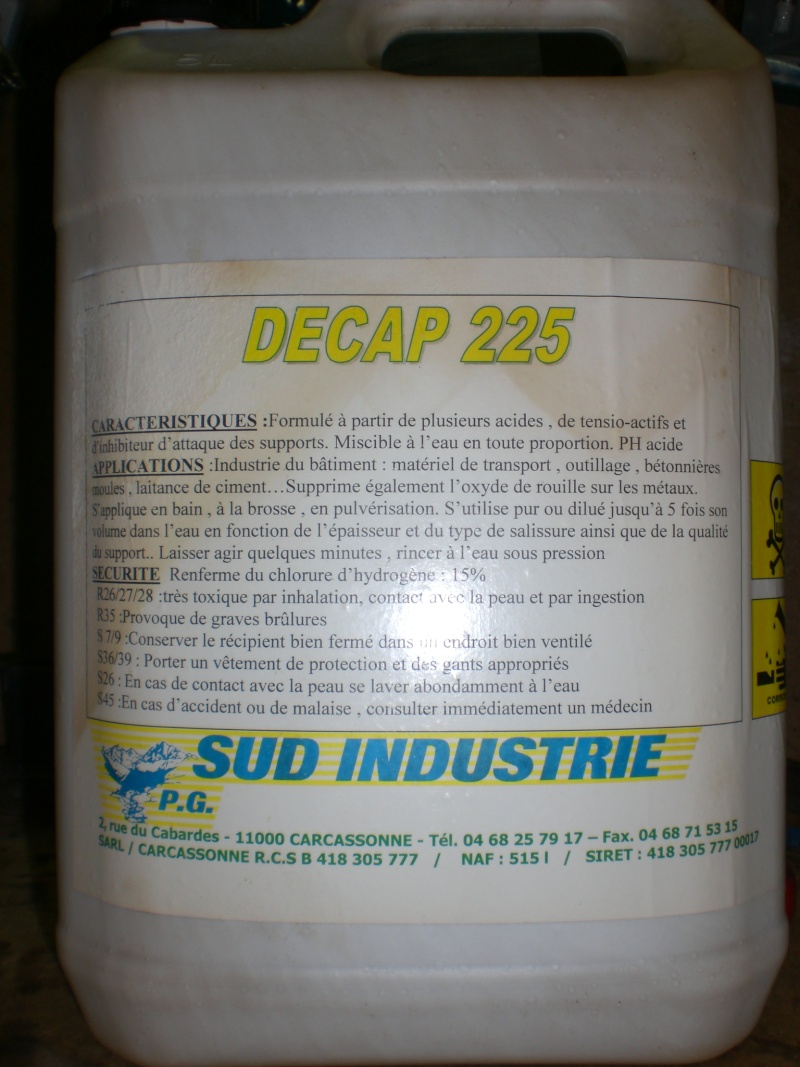 DECAP 225
CARACTERISTIQUES :Formulé à partir de plusieurs acides , de tensio-actifs et
d'inhibiteur d'attaque des supports. Miscible à l'eau en toute proportion. PH acide
APPLICATIONS :Industrie du bâtiment : matériel de transport , outillage , bétonnières
moules , laitance de ciment…Supprime également l'oxyde de rouille sur les métaux.
S'applique en bain , à la brosse , en pulvérisation. S'utilise pur ou dilué jusqu'à 5 fois son
volume dans l'eau en fonction de l'épaisseur et du type de salissure ainsi que de la qualité
du support.. Laisser agir quelques minutes , rincer à l'eau sous pression
SECURITE Renferme du chlorure d'hydrogène : 15%
R26/27/28 :très toxique par inhalation, contact avec la peau et par ingestion
R35 :Provoque de graves brûlures
S 7/9 :Conserver le récipient bien fermé dans un endroit bien ventilé
S36/39 : Porter un vêtement de protection et des gants appropriés
S26 : En cas de contact avec la peau se laver abondamment à l'eau
S45 :En cas d'accident ou de malaise , consulter immédiatement un médecin
SUD INDUSTRIE
P.G.
2, rue du Cabardes - 11000 CARCASSONNE - Tél. 04 68 25 79 17 – Fax. 04 68 71 53 15
SARL / CARCASSONNE R.C.S B 418 305 777 / NAF : 515 I / SIRET : 418 305 777 00017